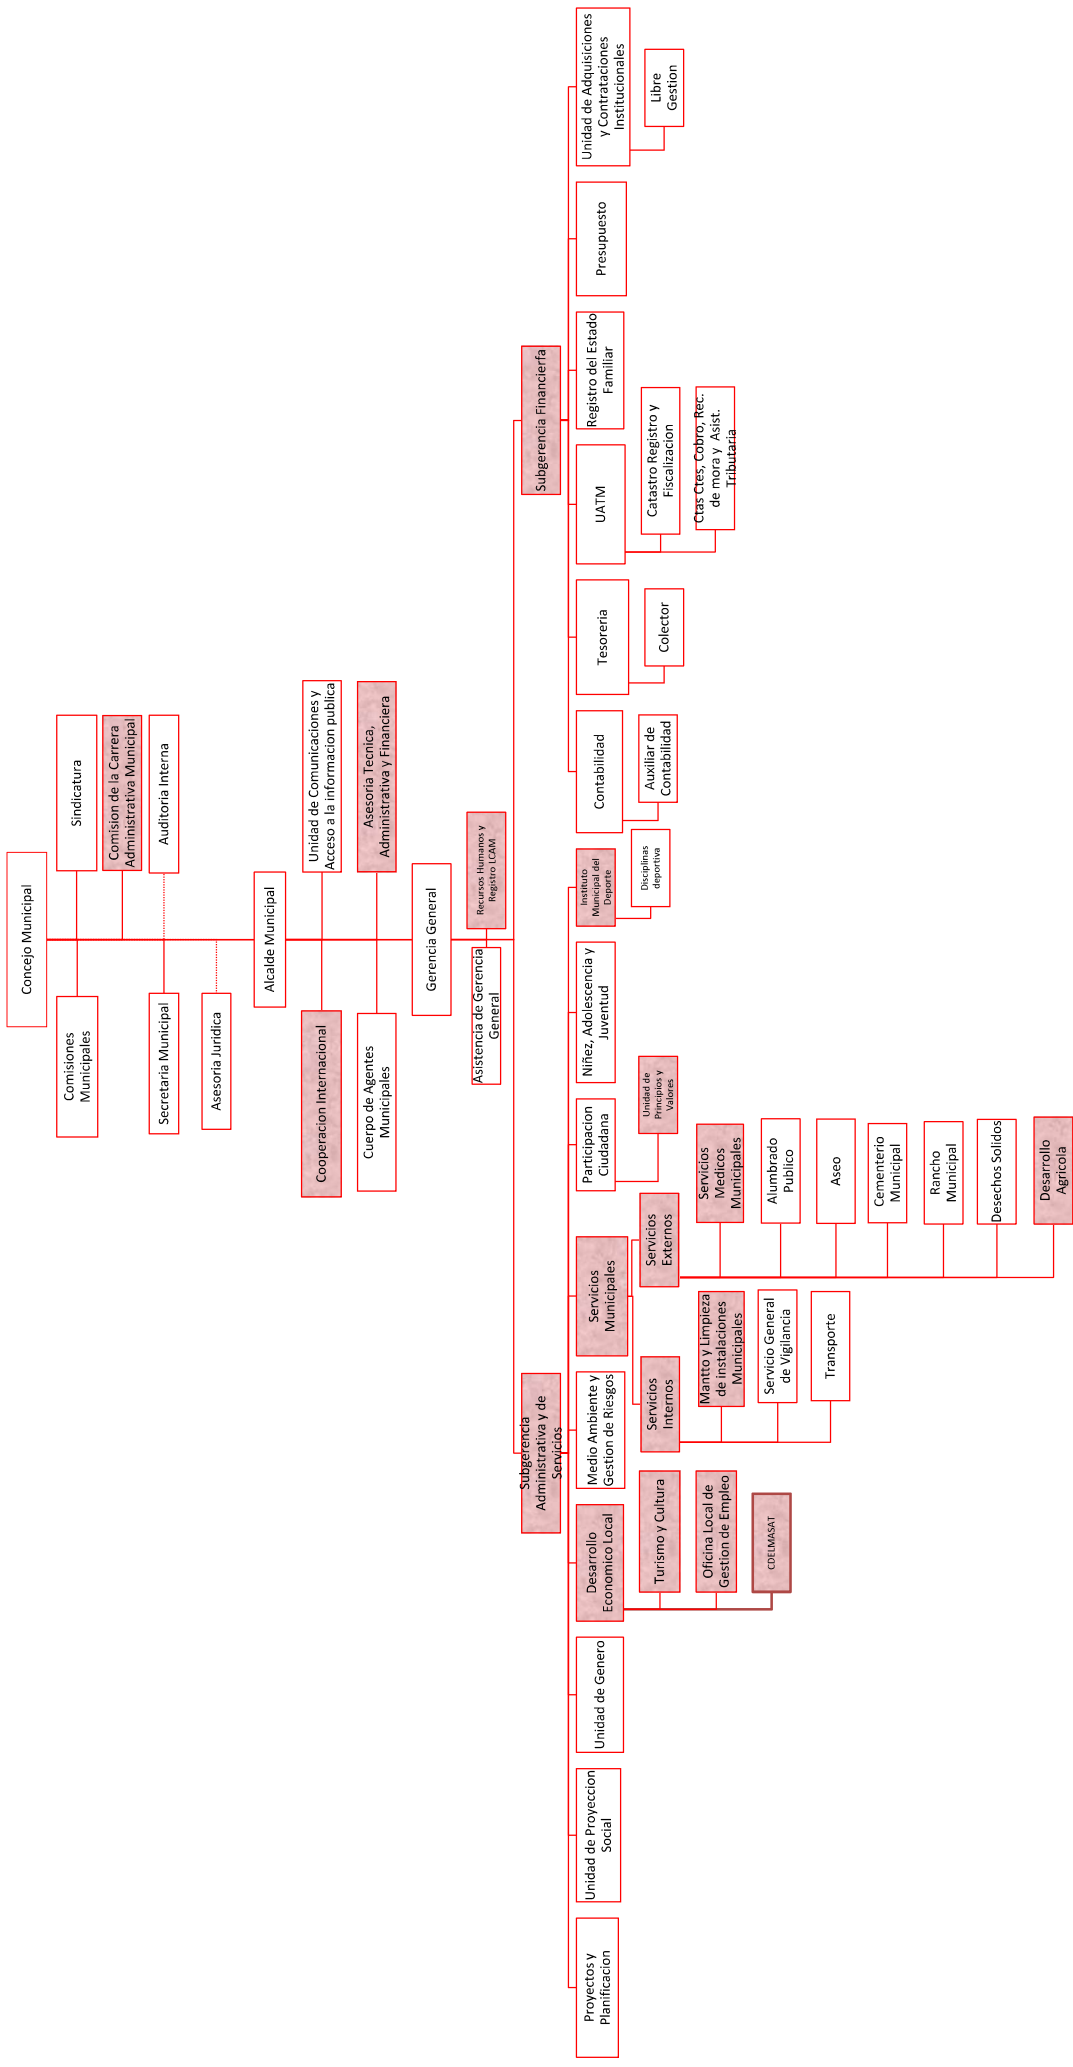 Concejo Municipal
Comisiones
Municipales
Sindicatura
Comision de la Carrera
Administrativa Municipal
Secretaria Municipal
Auditoria Interna
Asesoria Juridica
Alcalde Municipal
Cooperacion Internacional
Unidad de Comunicaciones y
Acceso a la informacion publica
Cuerpo de Agentes
Municipales
Asesoria Tecnica,
Administrativa y Financiera
Gerencia General
Asistencia de Gerencia
General
Recursos Humanos y
Registro LCAM
Subgerencia
Administrativa y de
Servicios
Subgerencia Financierfa
Proyectos y
Planificacion
Unidad de Proyeccion
Social
Unidad de Genero
Desarrollo
Economico Local
Turismo y Cultura
Oficina Local de
Gestion de Empleo
CDELMASAT
Medio Ambiente y
Gestion de Riesgos
Servicios
Municipales
Servicios
Internos
Mantto y Limpieza
de instalaciones
Municipales
Servicio General
de Vigilancia
Transporte
Servicios
Externos
Servicios
Medicos
Municipales
Alumbrado
Publico
Aseo
Cementerio
Municipal
Rancho
Municipal
Desechos Solidos
Desarrollo
Agricola
Participacion
Ciudadana
Unidad de
Principios y
Valores
Niñez, Adolescencia y
Juventud
Instituto
Municipal del
Deporte
Disciplinas
deportiva
Contabilidad
Auxiliar de
Contabilidad
Tesoreria
Colector
UATM
Catastro Registro y
Fiscalizacion
Ctas Ctes, Cobro, Rec.
de mora y Asist.
Tributaria
Registro del Estado
Familiar
Presupuesto
Unidad de Adquisiciones
y Contrataciones
Institucionales
Libre
Gestion